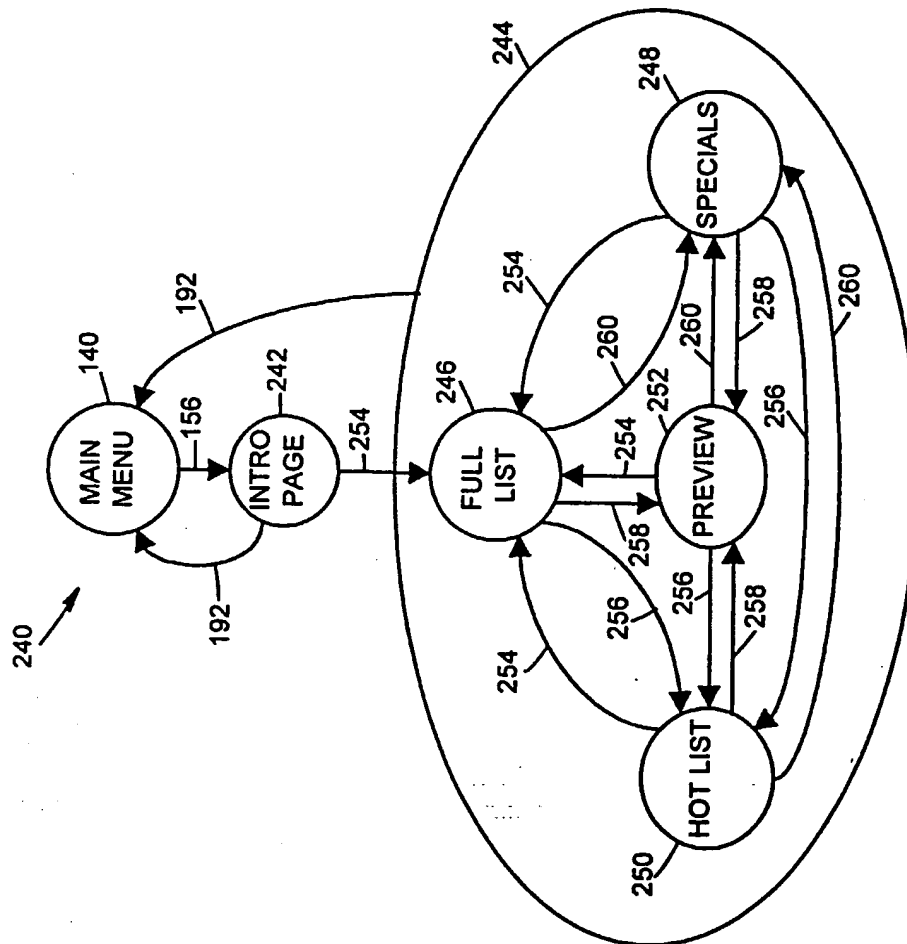 240
MAIN
MENU
140
192
192
156
INTRO
PAGE
242
254
244
246
FULL
LIST
254
254
256
258
254
260
248
SPECIALS
252
PREVIEW
256
258
260
258
250
HOT LIST
256
260